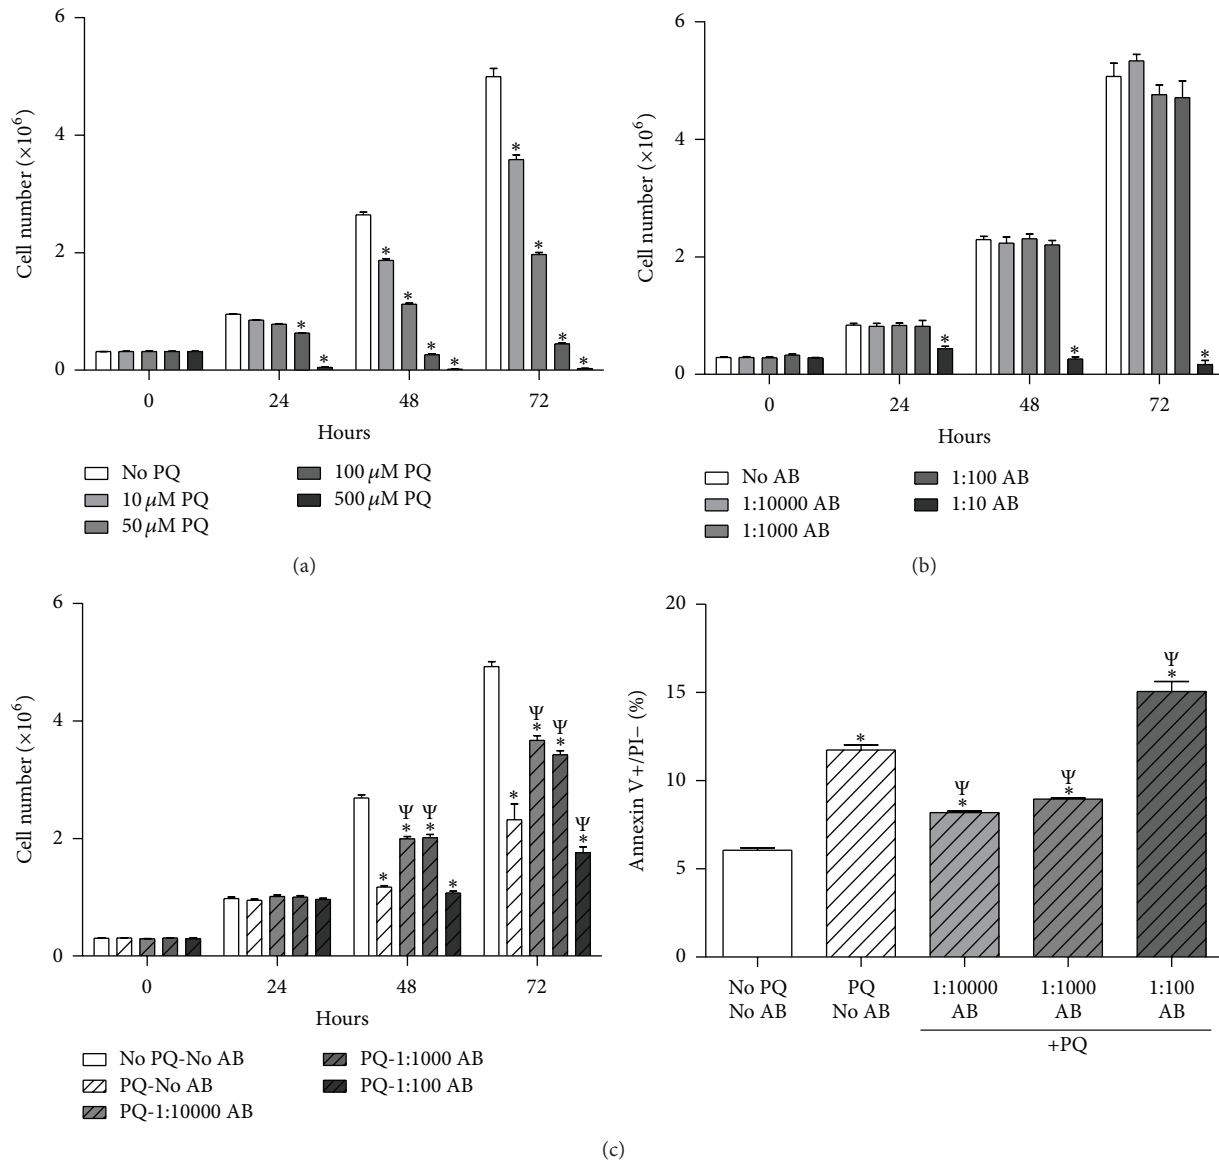 6
4
2
0
Cell number (×10⁶)
*
*
*
*
*
*
*
*
*
*
0 24 48 72
Hours
No PQ
10 μM PQ
50 μM PQ
100 μM PQ
500 μM PQ
(a)
6
4
2
0
Cell number (×10⁶)
*
*
*
0 24 48 72
Hours
No AB
1:10000 AB
1:1000 AB
1:100 AB
1:10 AB
(b)
6
4
2
0
Cell number (×10⁶)
*
Ψ
*
Ψ
*
*
*
Ψ
*
Ψ
*
Ψ
*
0 24 48 72
Hours
No PQ-No AB
PQ-No AB
PQ-1:10000 AB
PQ-1:1000 AB
PQ-1:100 AB
20
15
10
5
0
Annexin V+/PI− (%)
*
Ψ
*
Ψ
*
Ψ
*
No PQ
No AB
PQ
No AB
1:10000
AB
1:1000
AB
1:100
AB
+PQ
(c)